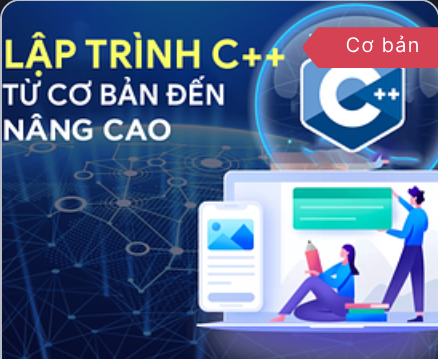 LẬP TRÌNH C++
Cơ bản
TỪ CƠ BẢN ĐẾN
NÂNG CAO
C++